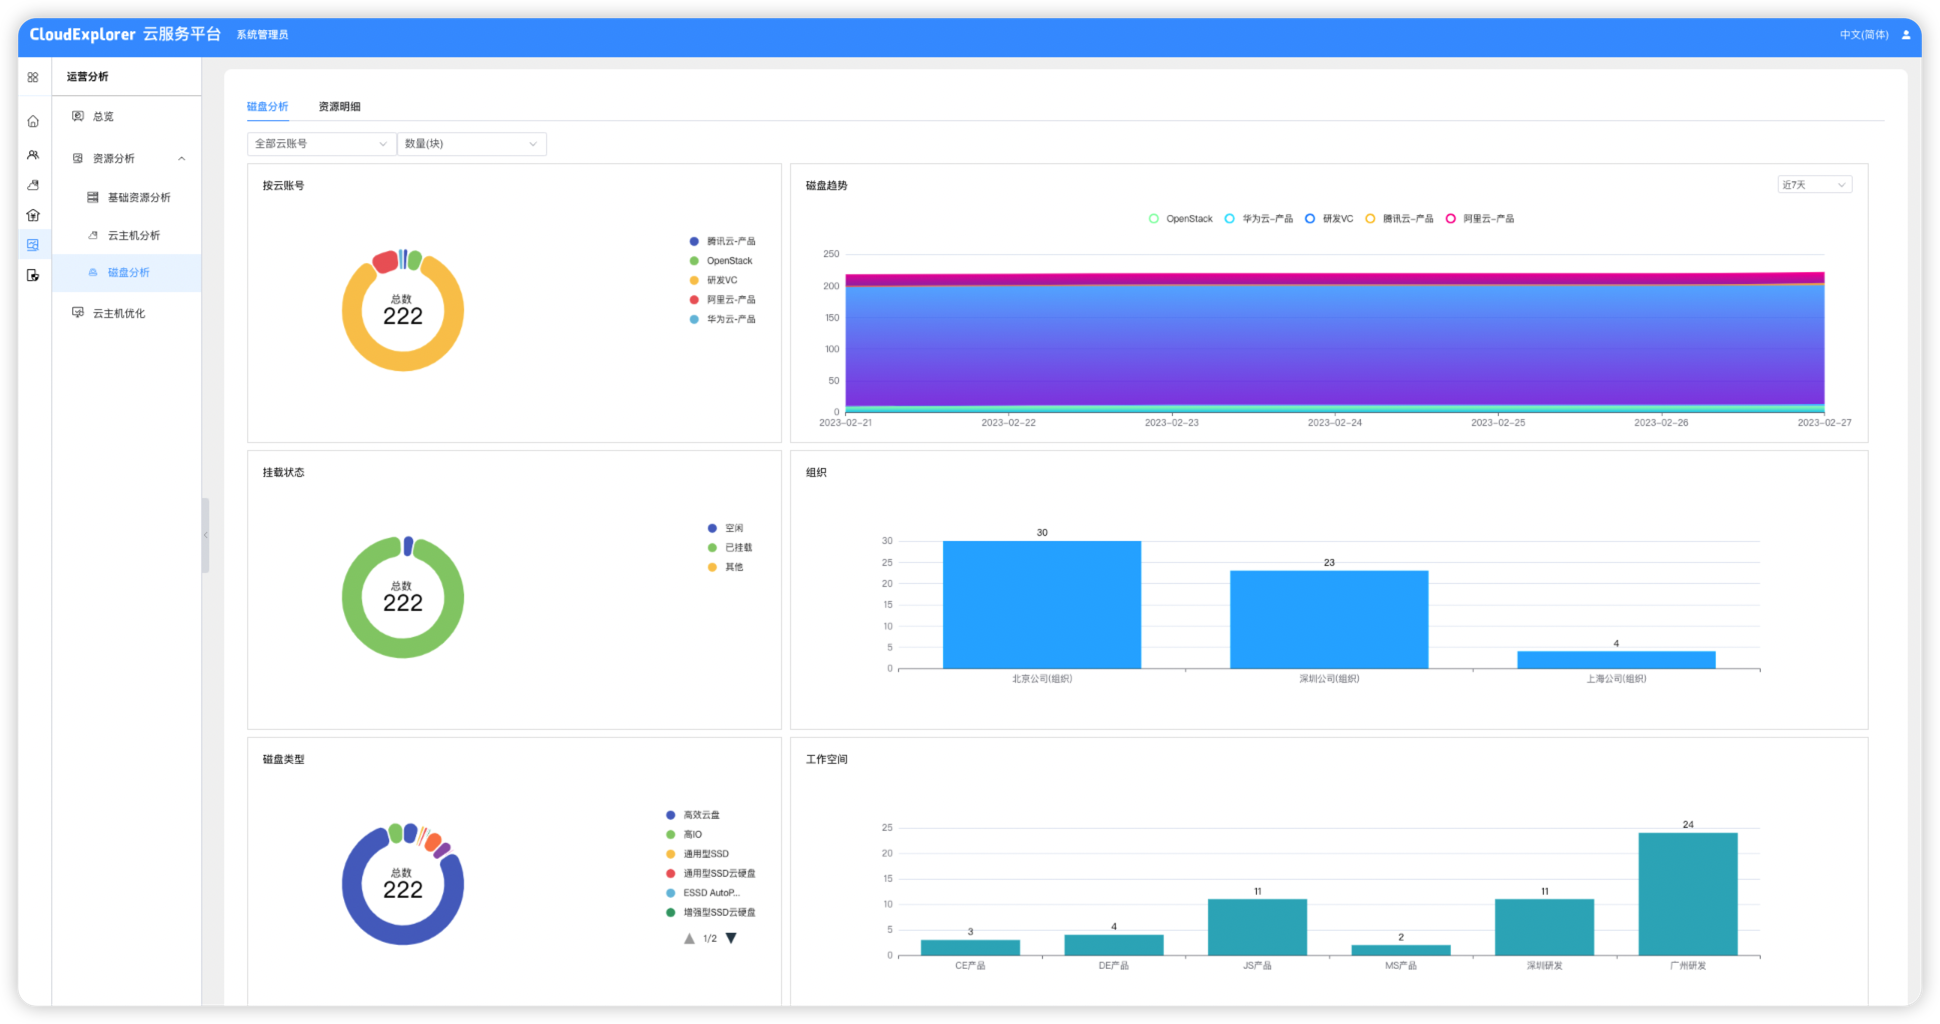 CloudExplorer 云服务平台 系统管理员 中文(简体)
运营分析
总览
资源分析
基础资源分析
云主机分析
磁盘分析
云主机优化
磁盘分析 资源明细
全部云账号 数量(块)
按云账号
总数
222
腾讯云-产品
OpenStack
研发VC
阿里云-产品
华为云-产品
磁盘趋势
近7天
OpenStack 华为云-产品 研发VC 腾讯云-产品 阿里云-产品
250
200
150
100
50
0
2023-02-21 2023-02-22 2023-02-23 2023-02-24 2023-02-25 2023-02-26 2023-02-27
挂载状态
总数
222
空闲
已挂载
其他
组织
30
25
20
15
10
5
0
30
23
4
北京公司(组织) 深圳公司(组织) 上海公司(组织)
磁盘类型
总数
222
高效云盘
高IO
通用型SSD
通用型SSD云硬盘
ESSD AutoP...
增强型SSD云硬盘
1/2
工作空间
25
20
15
10
5
0
3
4
11
2
11
24
CE产品 DE产品 JS产品 MS产品 深圳研发 广州研发